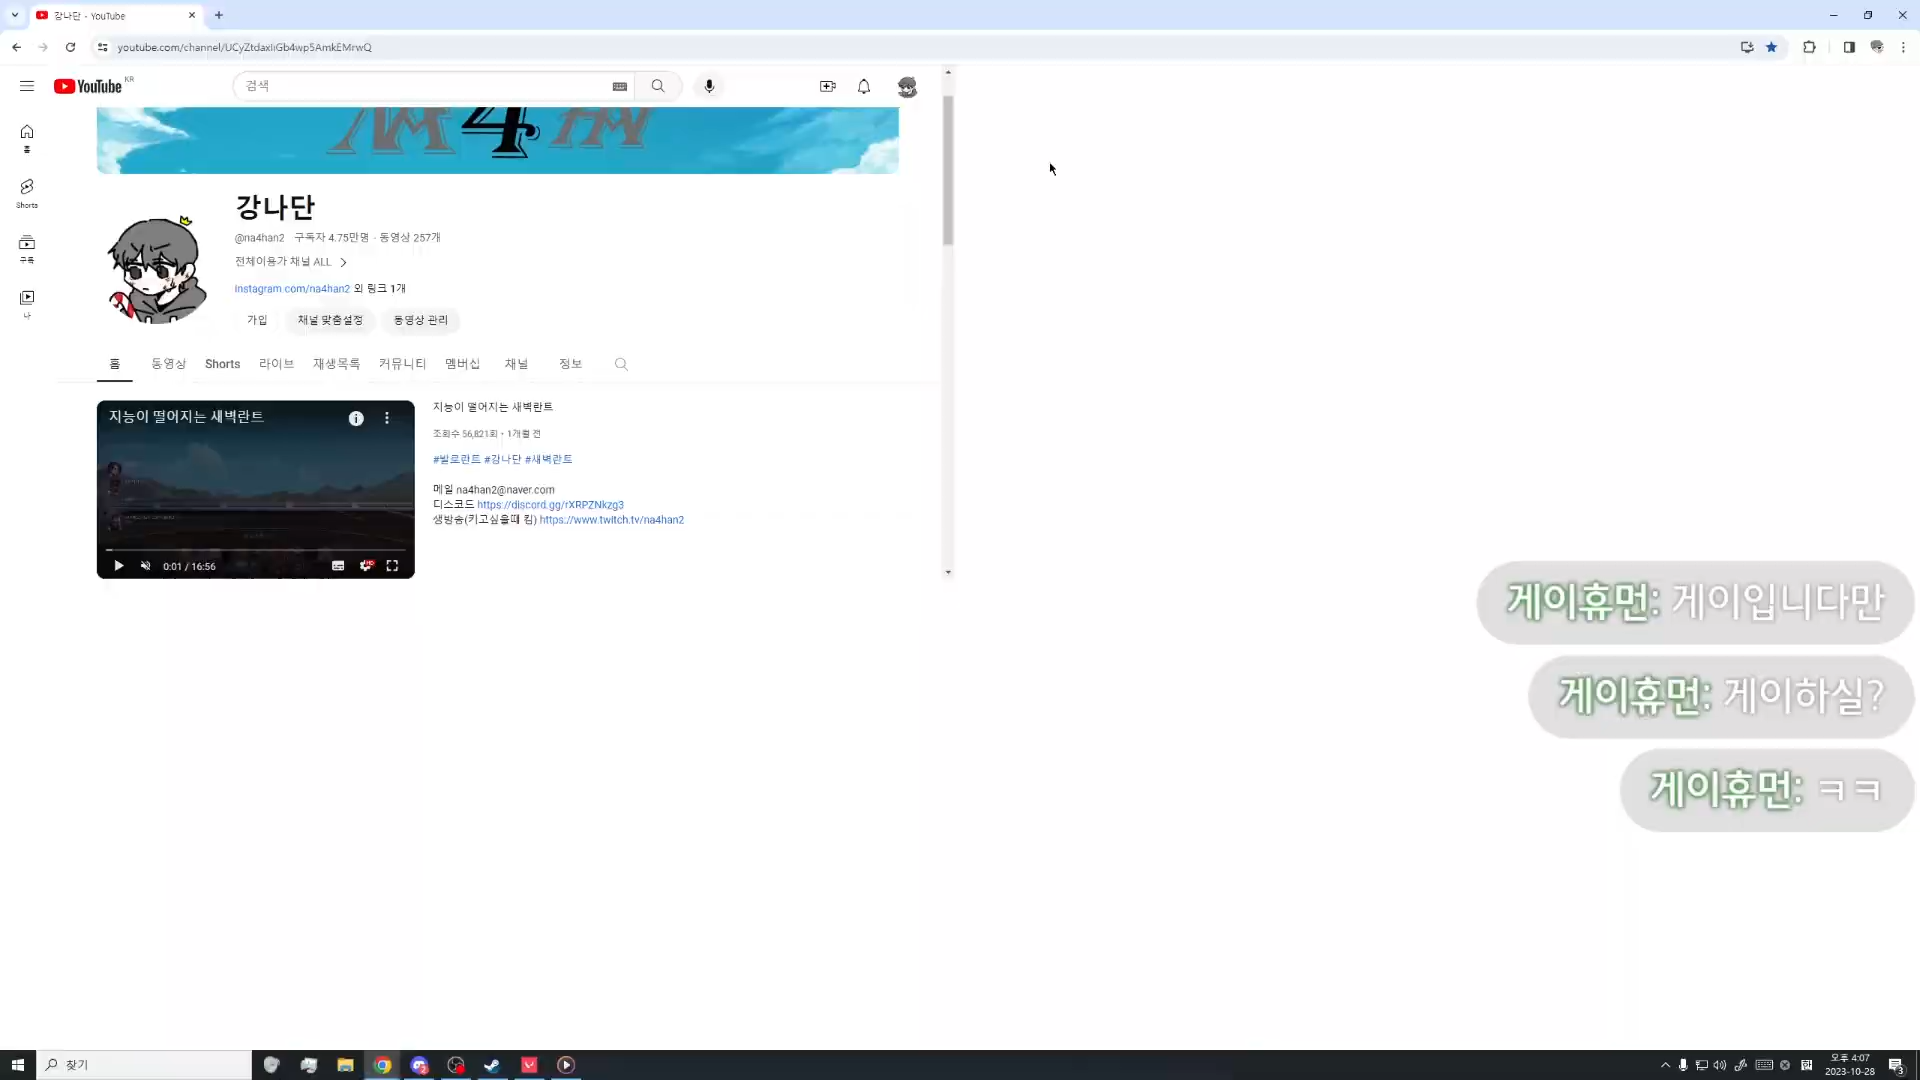 강나단 - YouTube
youtube.com/channel/UCyZtdaxIiGb4wp5AmkEMrwQ
YouTube KR
검색
홈
Shorts
구독
나
4
강나단
@na4han2 구독자 4.75만명 · 동영상 257개
전체이용가 채널 ALL
instagram.com/na4han2 외 링크 1개
가입 채널 맞춤설정 동영상 관리
홈 동영상 Shorts 라이브 재생목록 커뮤니티 멤버십 채널 정보
지능이 떨어지는 새벽란트
0:01 / 16:56
지능이 떨어지는 새벽란트
조회수 56,821회 · 1개월 전
#발로란트 #강나단 #새벽란트
메일 na4han2@naver.com
디스코드 https://discord.gg/rXRPZNkzg3
생방송(키고싶을때 킴) https://www.twitch.tv/na4han2
게이휴먼: 게이입니다만
게이휴먼: 게이하실?
게이휴먼: ㅋㅋ
찾기
오후 4:07
2023-10-28
3